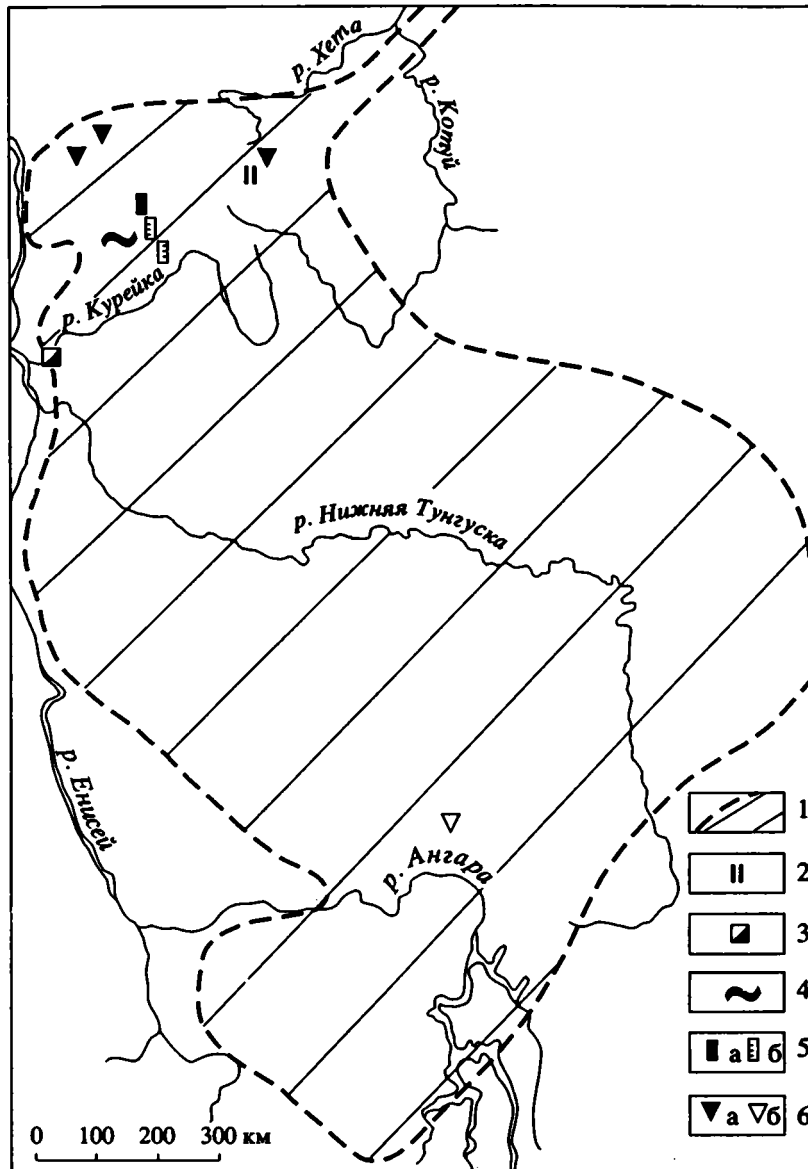 р. Хета
р. Котуй
р. Курейка
р. Нижняя Тунгуска
р. Енисей
р. Ангара
1
2
3
4
а б 5
а б 6
0 100 200 300 км